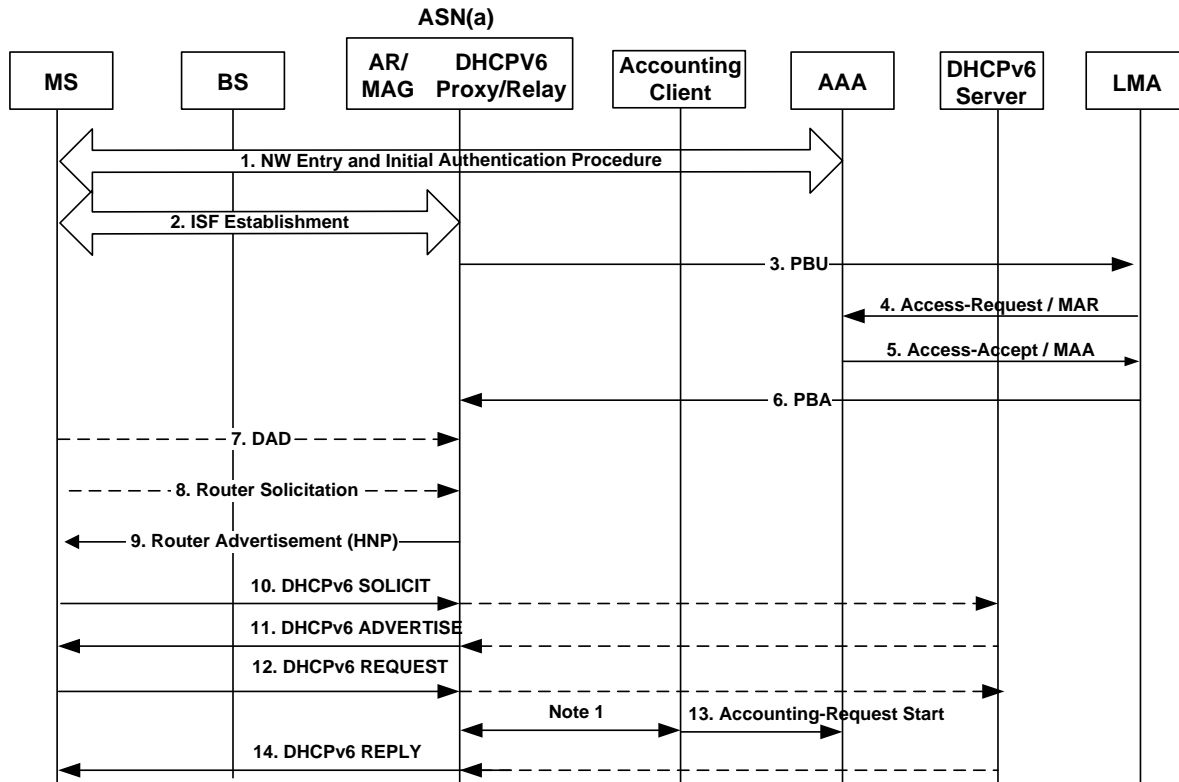 ASN(a)
MS
BS
AR/
MAG
DHCPV6
Proxy/Relay
Accounting
Client
AAA
DHCPv6
Server
LMA
1. NW Entry and Initial Authentication Procedure
2. ISF Establishment
3. PBU
4. Access-Request / MAR
5. Access-Accept / MAA
6. PBA
7. DAD
8. Router Solicitation
9. Router Advertisement (HNP)
10. DHCPv6 SOLICIT
11. DHCPv6 ADVERTISE
12. DHCPv6 REQUEST
Note 1
13. Accounting-Request Start
14. DHCPv6 REPLY